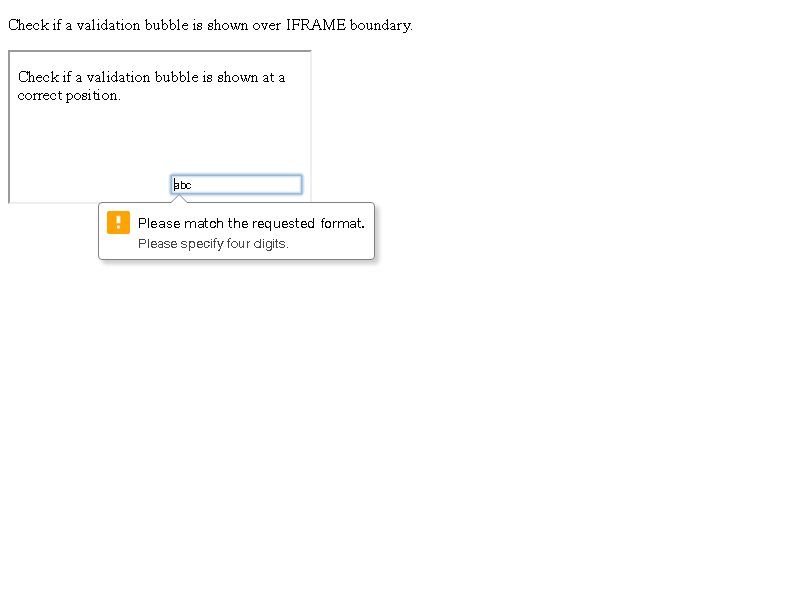 Check if a validation bubble is shown over IFRAME boundary.
Check if a validation bubble is shown at a
correct position.
abc
Please match the requested format.
Please specify four digits.